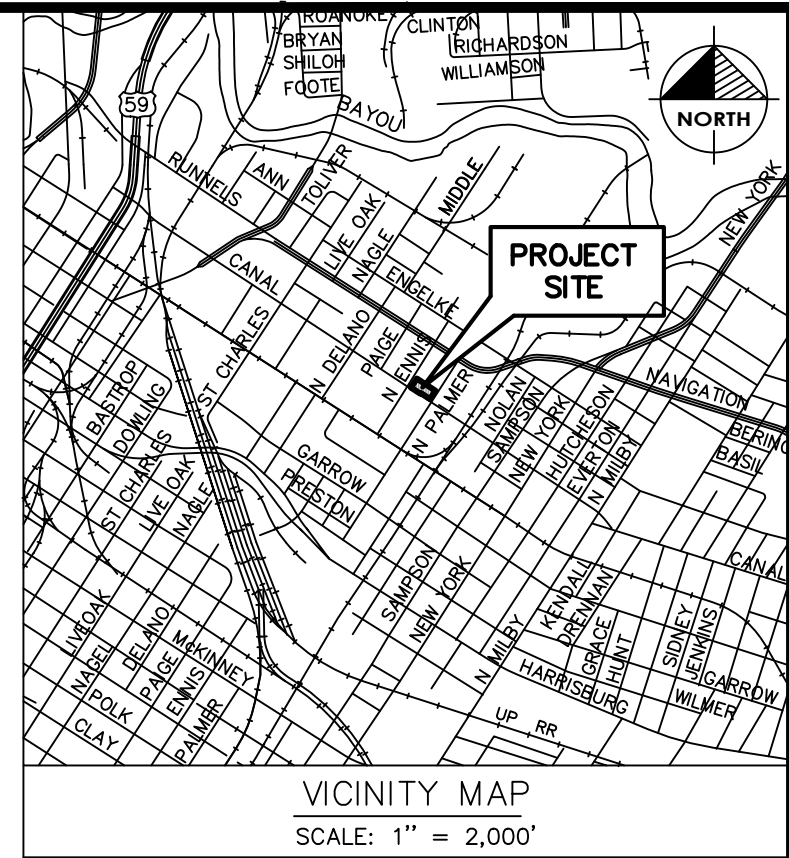 ROANOKE
CLINTON
BRYAN
RICHARDSON
SHILOH
WILLIAMSON
FOOTE
59
BAYOU
NORTH
RUNNELS
ANN
TOLIVER
MIDDLE
NEW YORK
LIVE OAK
NAGLE
PROJECT
SITE
CANAL
ENGELKE
ST CHARLES
N DELANO
PAIGE
N ENNIS
N PALMER
NAVIGATION
NOLAN
SAMPSON
NEW YORK
HUTCHESON
EVERTON
N MILBY
BERING
BASIL
BASTROP
DOWLING
ST CHARLES
LIVE OAK
NAGLE
GARROW
PRESTON
CANAL
SAMPSON
NEW YORK
KENDALL
DRENNANT
GRACE
HUNT
SIDNEY
JENKINS
LIVEOAK
NAGEL
DELANO
PAIGE
ENNIS
PALMER
McKINNEY
POLK
CLAY
N MILBY
HARRISBURG
GARROW
WILMER
UP RR
VICINITY MAP
SCALE: 1'' = 2,000'